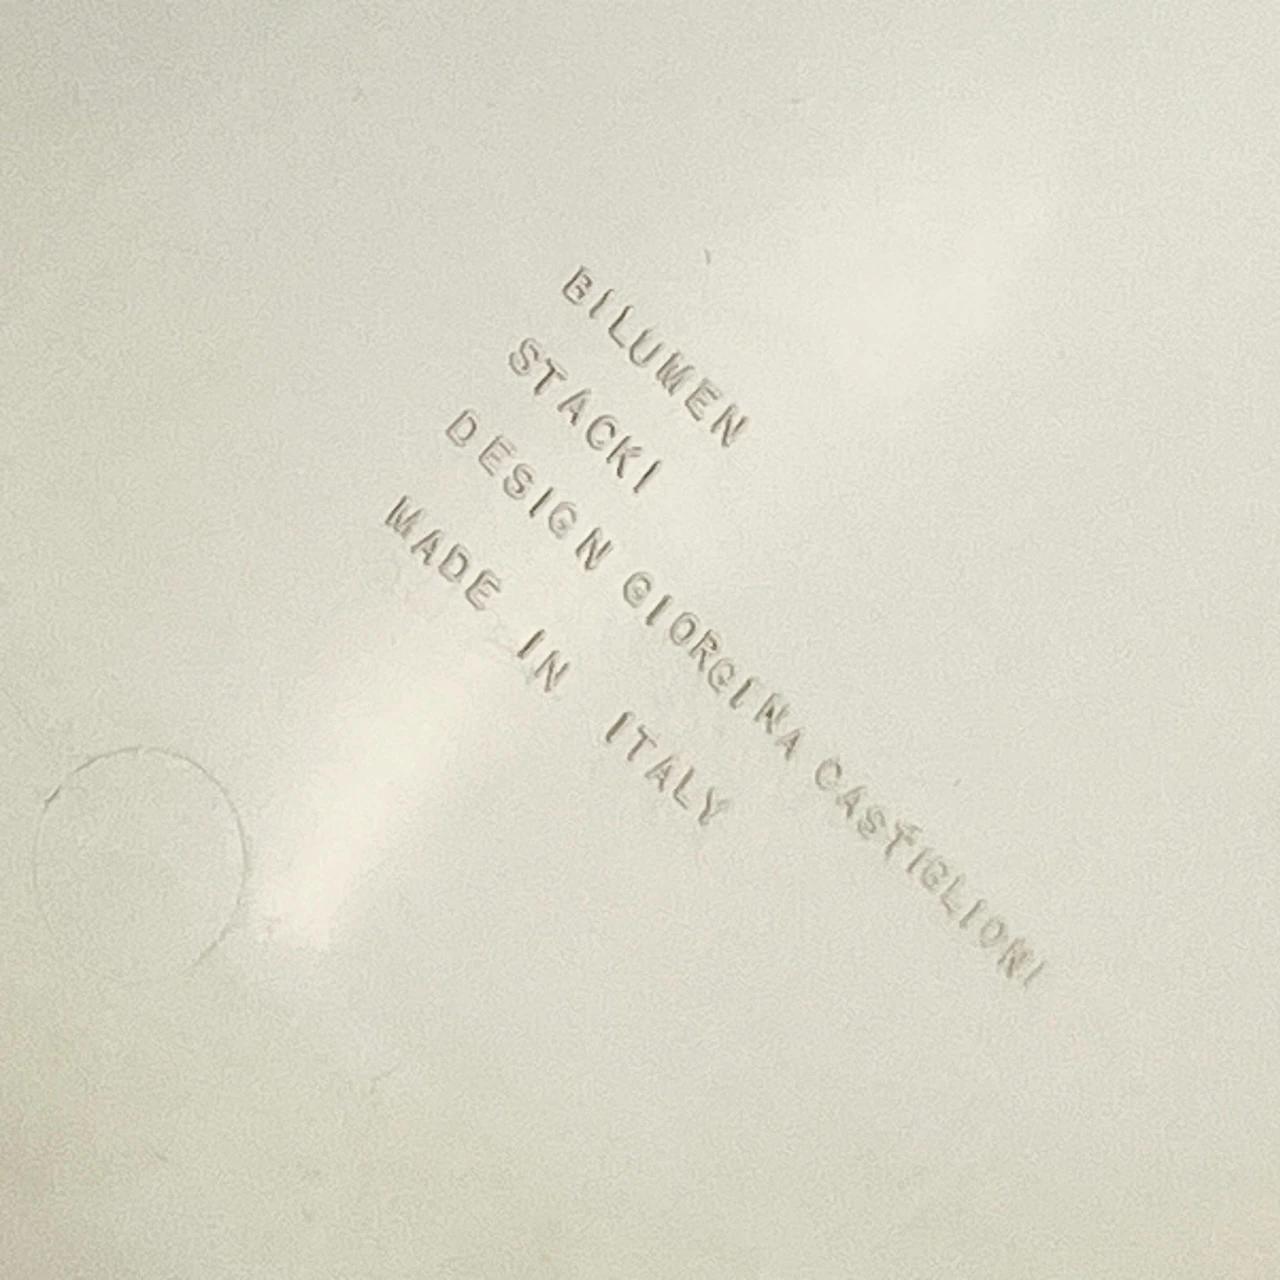 BILUMEN
STACKI
DESIGN GIORGINA CASTIGLIONI
MADE IN ITALY